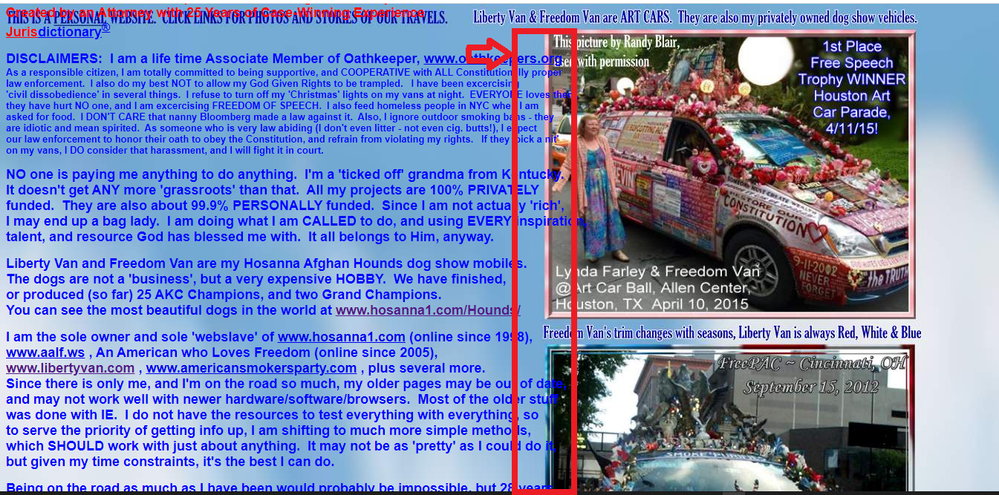 Created by an Attorney with 25 Years of Case-Winning Experience
THIS IS A PERSONAL WEBSITE. CLICK LINKS FOR PHOTOS AND STORIES OF OUR TRAVELS.
Jurisdictionary®
DISCLAIMERS: I am a life time Associate Member of Oathkeeper, www.oathkeepers.org
As a responsible citizen, I am totally committed to being supportive, and COOPERATIVE with ALL Constitutionally proper
law enforcement. I also do my best NOT to allow my God Given Rights to be trampled. I have been excercising
'civil dissobedience' in several things. I refuse to turn off my 'Christmas' lights on my vans at night. EVERYONE loves
they have hurt NO one, and I am excercising FREEDOM OF SPEECH. I also feed homeless people in NYC when I am
asked for food. I DON'T CARE that nanny Bloomberg made a law against it. Also, I ignore outdoor smoking bans - they
are idiotic and mean spirited. As someone who is very law abiding (I don't even litter - not even cig. butts!), I expect
our law enforcement to honor their oath to obey the Constitution, and refrain from violating my rights. If they 'pick a nit'
on my vans, I DO consider that harassment, and I will fight it in court.
NO one is paying me anything to do anything. I'm a 'ticked off' grandma from Kentucky.
It doesn't get ANY more 'grassroots' than that. All my projects are 100% PRIVATELY
funded. They are also about 99.9% PERSONALLY funded. Since I am not actually 'rich',
I may end up a bag lady. I am doing what I am CALLED to do, and using EVERY inspiration,
talent, and resource God has blessed me with. It all belongs to Him, anyway.
Liberty Van and Freedom Van are my Hosanna Afghan Hounds dog show mobiles.
The dogs are not a 'business', but a very expensive HOBBY. We have finished,
or produced (so far) 25 AKC Champions, and two Grand Champions.
You can see the most beautiful dogs in the world at www.hosanna1.com/Hounds/
I am the sole owner and sole 'webslave' of www.hosanna1.com (online since 1998),
www.aalf.ws , An American who Loves Freedom (online since 2005),
www.libertyvan.com , www.americansmokersparty.com , plus several more.
Since there is only me, and I'm on the road so much, my older pages may be out of date,
and may not work well with newer hardware/software/browsers. Most of the older stuff
was done with IE. I do not have the resources to test everything with everything, so
to serve the priority of getting info up, I am shifting to much more simple methods,
which SHOULD work with just about anything. It may not be as 'pretty' as I could do it,
but given my time constraints, it's the best I can do.
Being on the road as much as I have been would probably be impossible, but 28 years
Liberty Van & Freedom Van are ART CARS. They are also my privately owned dog show vehicles.
This picture by Randy Blair,
used with permission
1st Place
Free Speech
Trophy WINNER
Houston Art
Car Parade,
4/11/15!
CONSTITUTION
9-11-2002
NEVER
FORGET
the TRUTH
Lynda Farley & Freedom Van
@ Art Car Ball, Allen Center,
Houston, TX April 10, 2015
Freedom Van's trim changes with seasons, Liberty Van is always Red, White & Blue
FreePAC ~ Cincinnati, OH
September 15, 2012